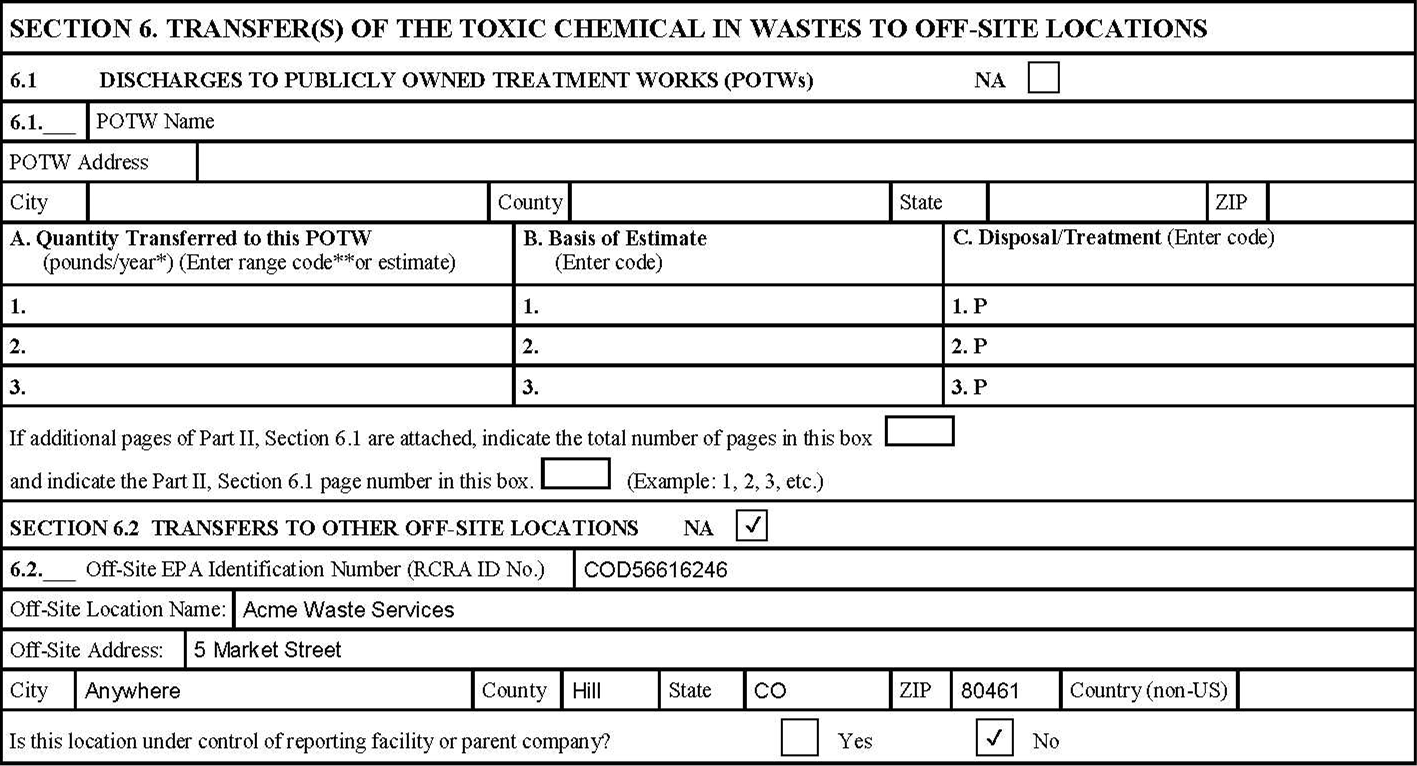 SECTION 6. TRANSFER(S) OF THE TOXIC CHEMICAL IN WASTES TO OFF-SITE LOCATIONS
6.1 DISCHARGES TO PUBLICLY OWNED TREATMENT WORKS (POTWs) NA
6.1.___ POTW Name
POTW Address
City County State ZIP
A. Quantity Transferred to this POTW
(pounds/year*) (Enter range code**or estimate)
B. Basis of Estimate
(Enter code)
C. Disposal/Treatment (Enter code)
1. 1. 1. P
2. 2. 2. P
3. 3. 3. P
If additional pages of Part II, Section 6.1 are attached, indicate the total number of pages in this box
and indicate the Part II, Section 6.1 page number in this box. (Example: 1, 2, 3, etc.)
SECTION 6.2 TRANSFERS TO OTHER OFF-SITE LOCATIONS NA ✓
6.2.___ Off-Site EPA Identification Number (RCRA ID No.) COD56616246
Off-Site Location Name: Acme Waste Services
Off-Site Address: 5 Market Street
City Anywhere County Hill State CO ZIP 80461 Country (non-US)
Is this location under control of reporting facility or parent company? Yes ✓ No